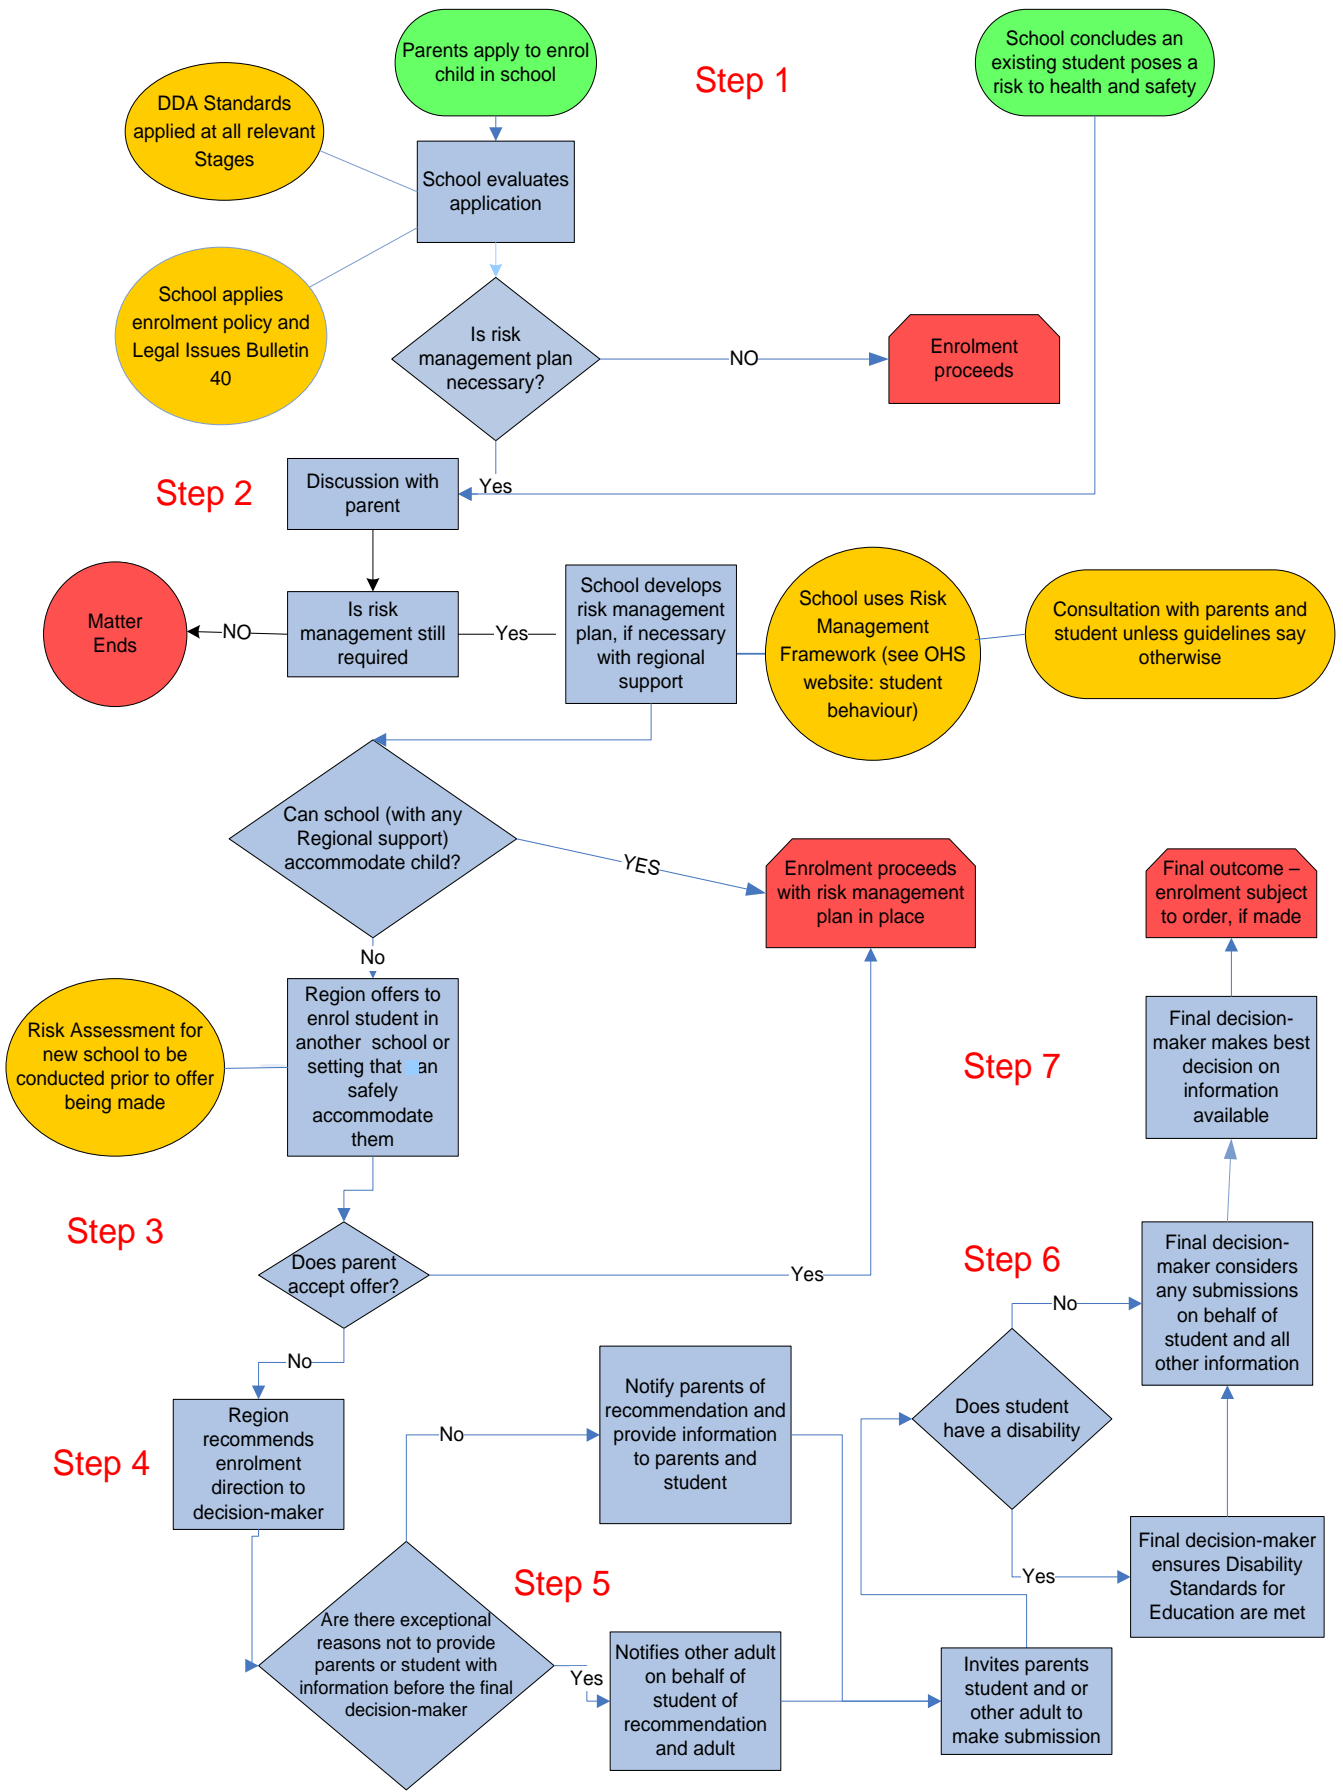 Parents apply to enrol
child in school
Step 1
School concludes an
existing student poses a
risk to health and safety
DDA Standards
applied at all relevant
Stages
School evaluates
application
School applies
enrolment policy and
Legal Issues Bulletin
40
Is risk
management plan
necessary?
NO
Enrolment
proceeds
Step 2
Discussion with
parent
Yes
Matter
Ends
NO
Is risk
management still
required
Yes
School develops
risk management
plan, if necessary
with regional
support
School uses Risk
Management
Framework (see OHS
website: student
behaviour)
Consultation with parents and
student unless guidelines say
otherwise
Can school (with any
Regional support)
accommodate child?
YES
Enrolment proceeds
with risk management
plan in place
Final outcome –
enrolment subject
to order, if made
No
Risk Assessment for
new school to be
conducted prior to offer
being made
Region offers to
enrol student in
another school or
setting that an
safely
accommodate
them
Final decision-
maker makes best
decision on
information
available
Step 7
Step 3
Does parent
accept offer?
Yes
Step 6
Final decision-
maker considers
any submissions
on behalf of
student and all
other information
No
No
Region
recommends
enrolment
direction to
decision-maker
Step 4
No
Notify parents of
recommendation and
provide information
to parents and
student
Does student
have a disability
Step 5
Are there exceptional
reasons not to provide
parents or student with
information before the final
decision-maker
Yes
Notifies other adult
on behalf of
student of
recommendation
and adult
Invites parents
student and or
other adult to
make submission
Yes
Final decision-maker
ensures Disability
Standards for
Education are met